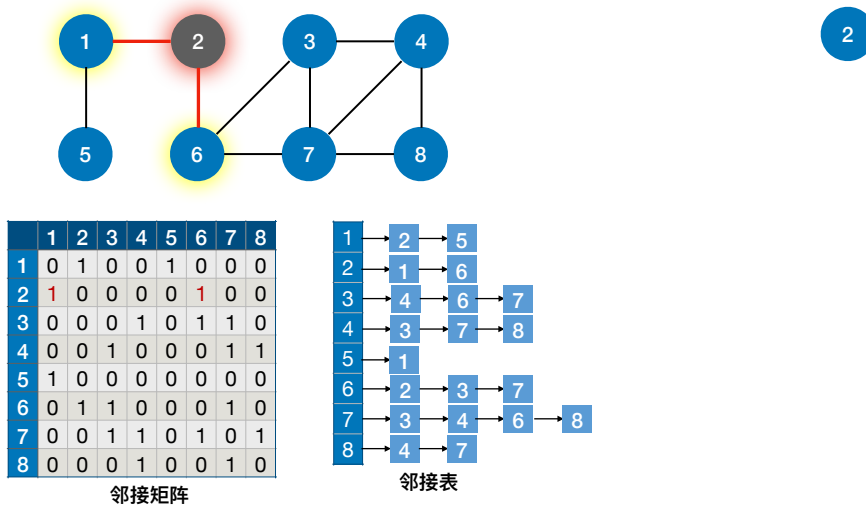 1 2 3 4 2
5 6 7 8
1 2 3 4 5 6 7 8
1 0 1 0 0 1 0 0 0
2 1 0 0 0 0 1 0 0
3 0 0 0 1 0 1 1 0
4 0 0 1 0 0 0 1 1
5 1 0 0 0 0 0 0 0
6 0 1 1 0 0 0 1 0
7 0 0 1 1 0 1 0 1
8 0 0 0 1 0 0 1 0
邻接矩阵
1 2 5
2 1 6
3 4 6 7
4 3 7 8
5 1
6 2 3 7
7 3 4 6 8
8 4 7
邻接表